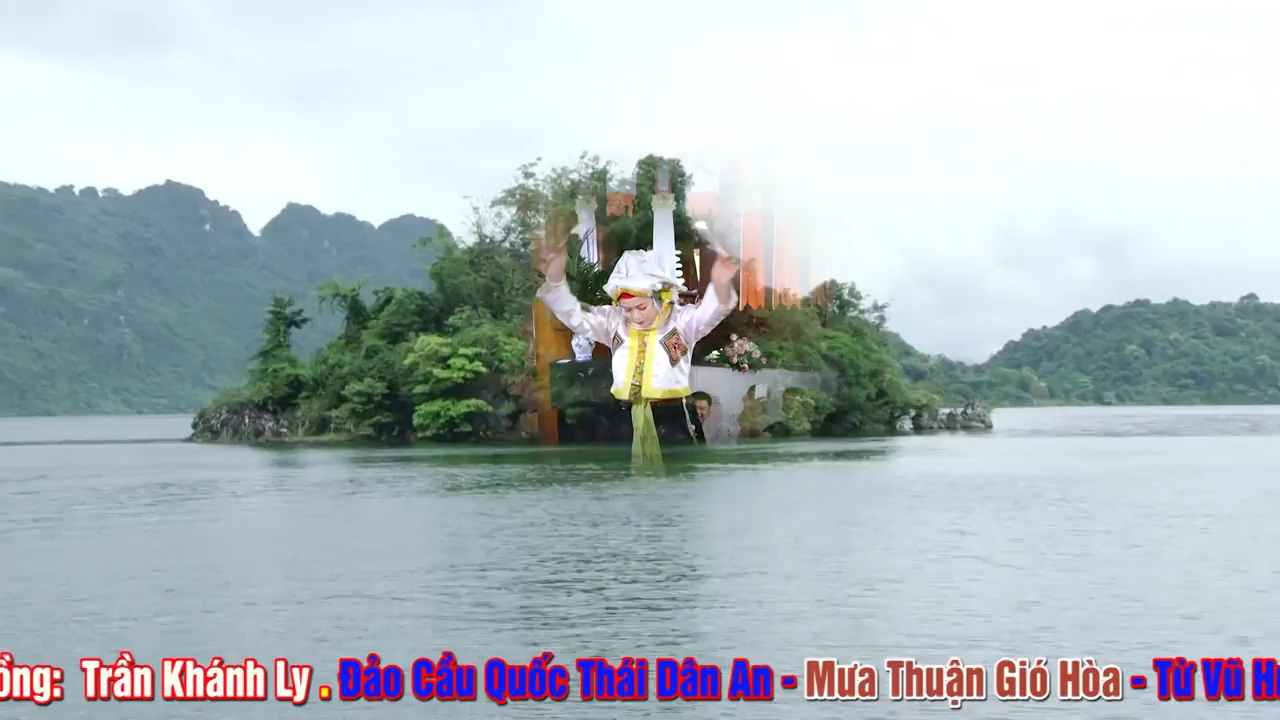 ồng: Trần Khánh Ly . Đảo Cầu Quốc Thái Dân An - Mưa Thuận Gió Hòa - Từ Vũ H